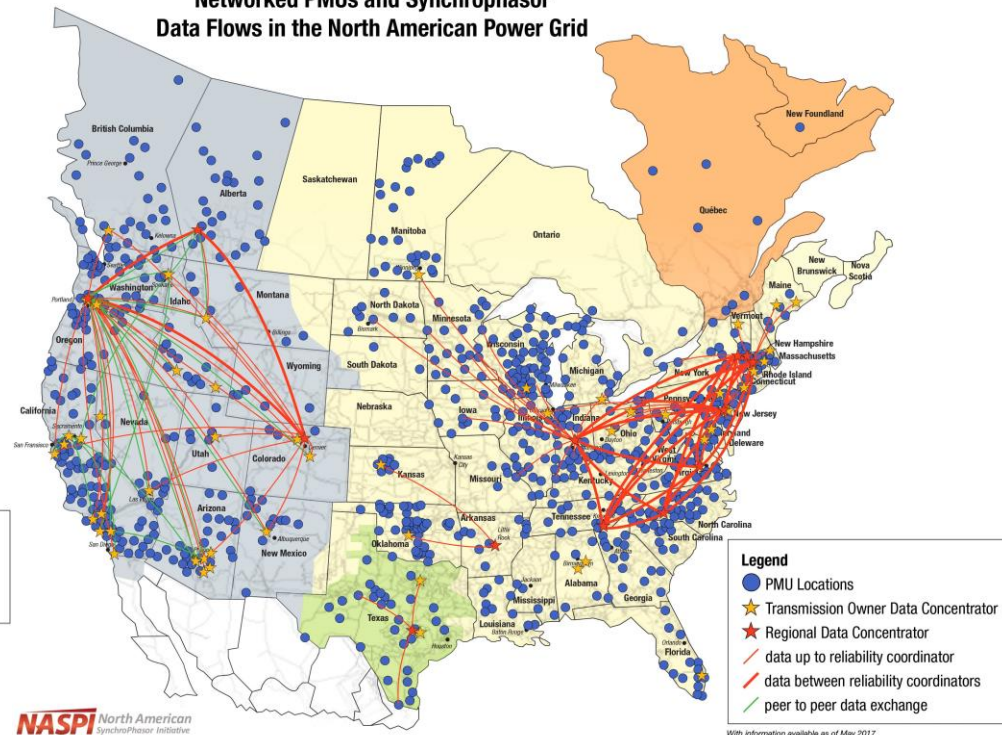 Networked PMUs and Synchrophasor
Data Flows in the North American Power Grid
British Columbia
Prince George
Alberta
Kelowna
Saskatchewan
Manitoba
Ontario
Québec
New Foundland
New Brunswick
Nova Scotia
Maine
Vermont
New Hampshire
Massachusetts
Rhode Island
Connecticut
New York
New Jersey
Deleware
Washington
Portland
Oregon
Idaho
Montana
Billings
Wyoming
North Dakota
Bismarck
South Dakota
Minnesota
Wisconsin
Milwaukee
Michigan
Nebraska
Iowa
Illinois
Indiana
Ohio
Dayton
California
Sacramento
San Francisco
Nevada
Utah
Colorado
Denver
Kansas
Kansas City
Missouri
Kentucky
Lexington
West
Arizona
New Mexico
Albuquerque
Oklahoma
Arkansas
Little Rock
Tennessee
North Carolina
South Carolina
Texas
Houston
Louisiana
Baton Rouge
Jackson
Mississippi
Alabama
Georgia
Orlando
Florida
Legend
PMU Locations
Transmission Owner Data Concentrator
Regional Data Concentrator
data up to reliability coordinator
data between reliability coordinators
peer to peer data exchange
With information available as of May 2017
NASPI North American
SynchroPhasor Initiative